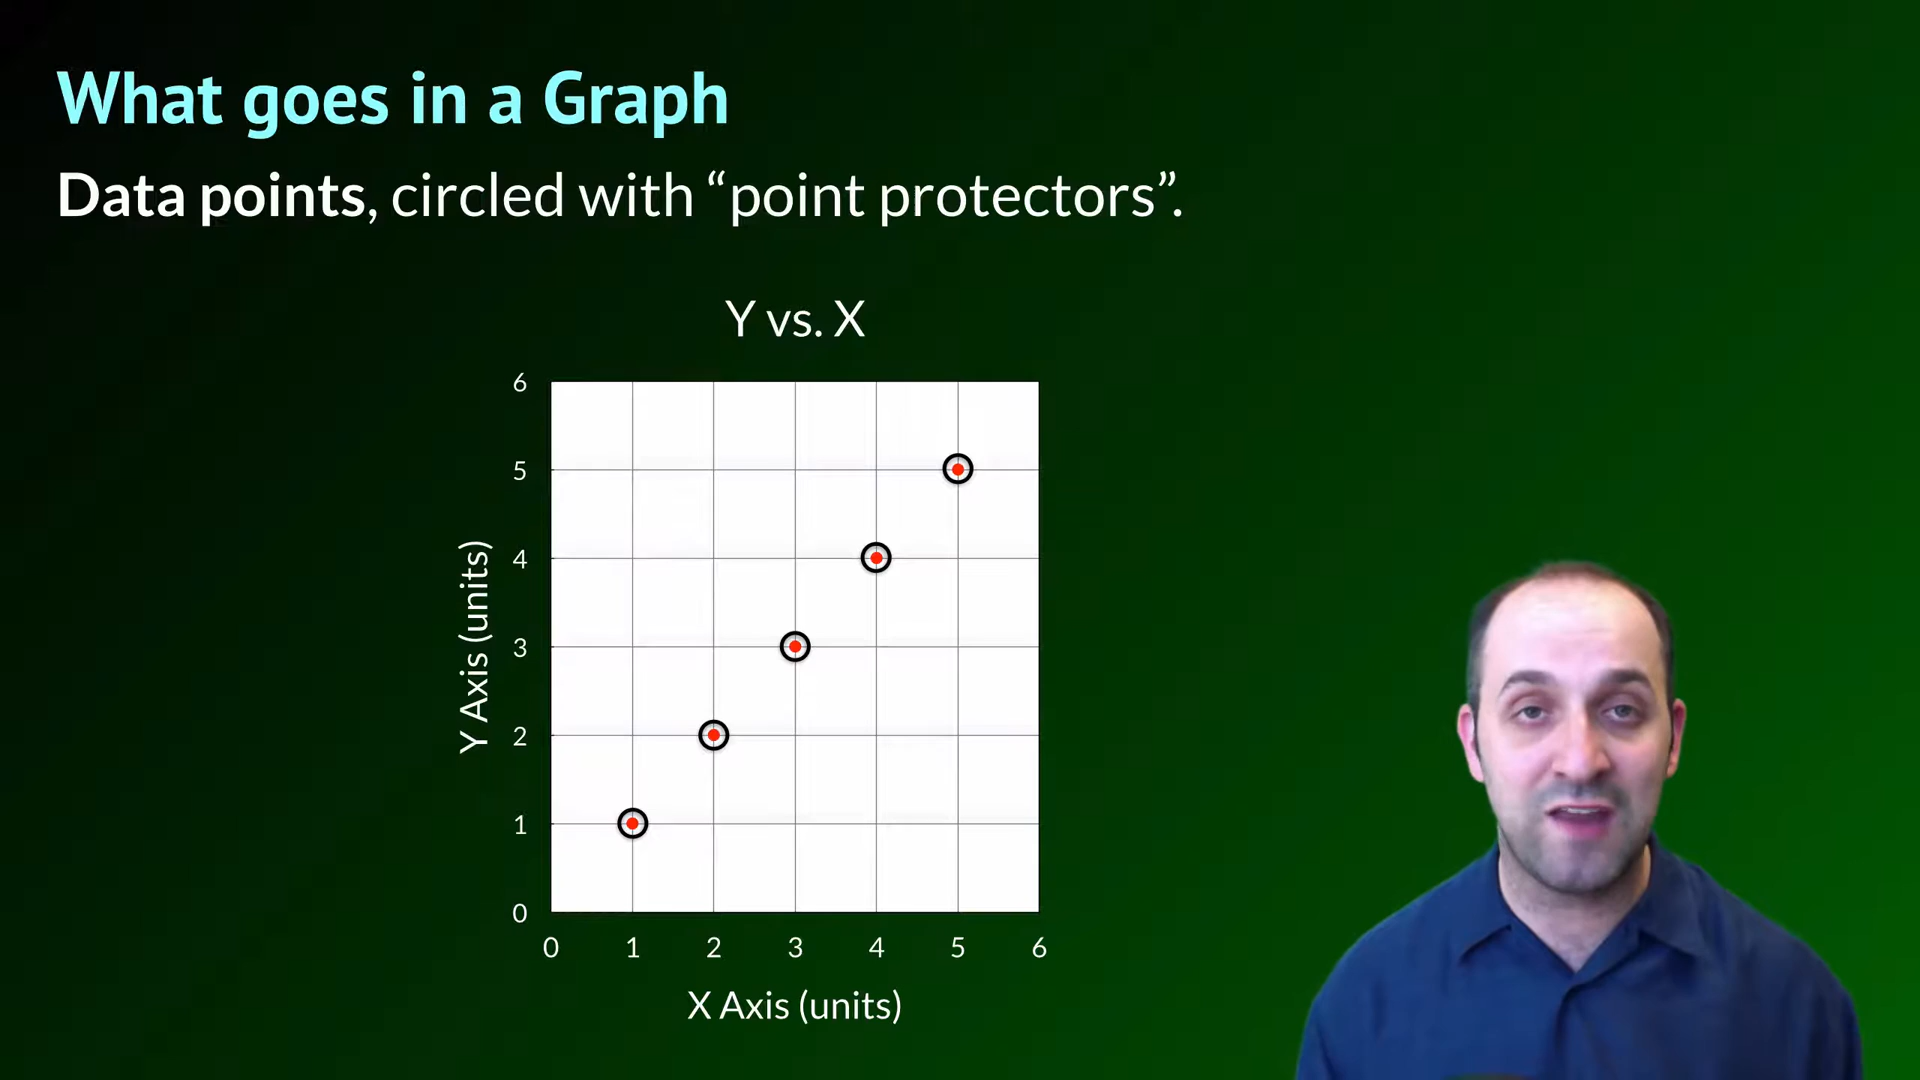 What goes in a Graph
Data points, circled with “point protectors”.
Y vs. X
6
5
4
3
2
1
0
Y Axis (units)
0 1 2 3 4 5 6
X Axis (units)